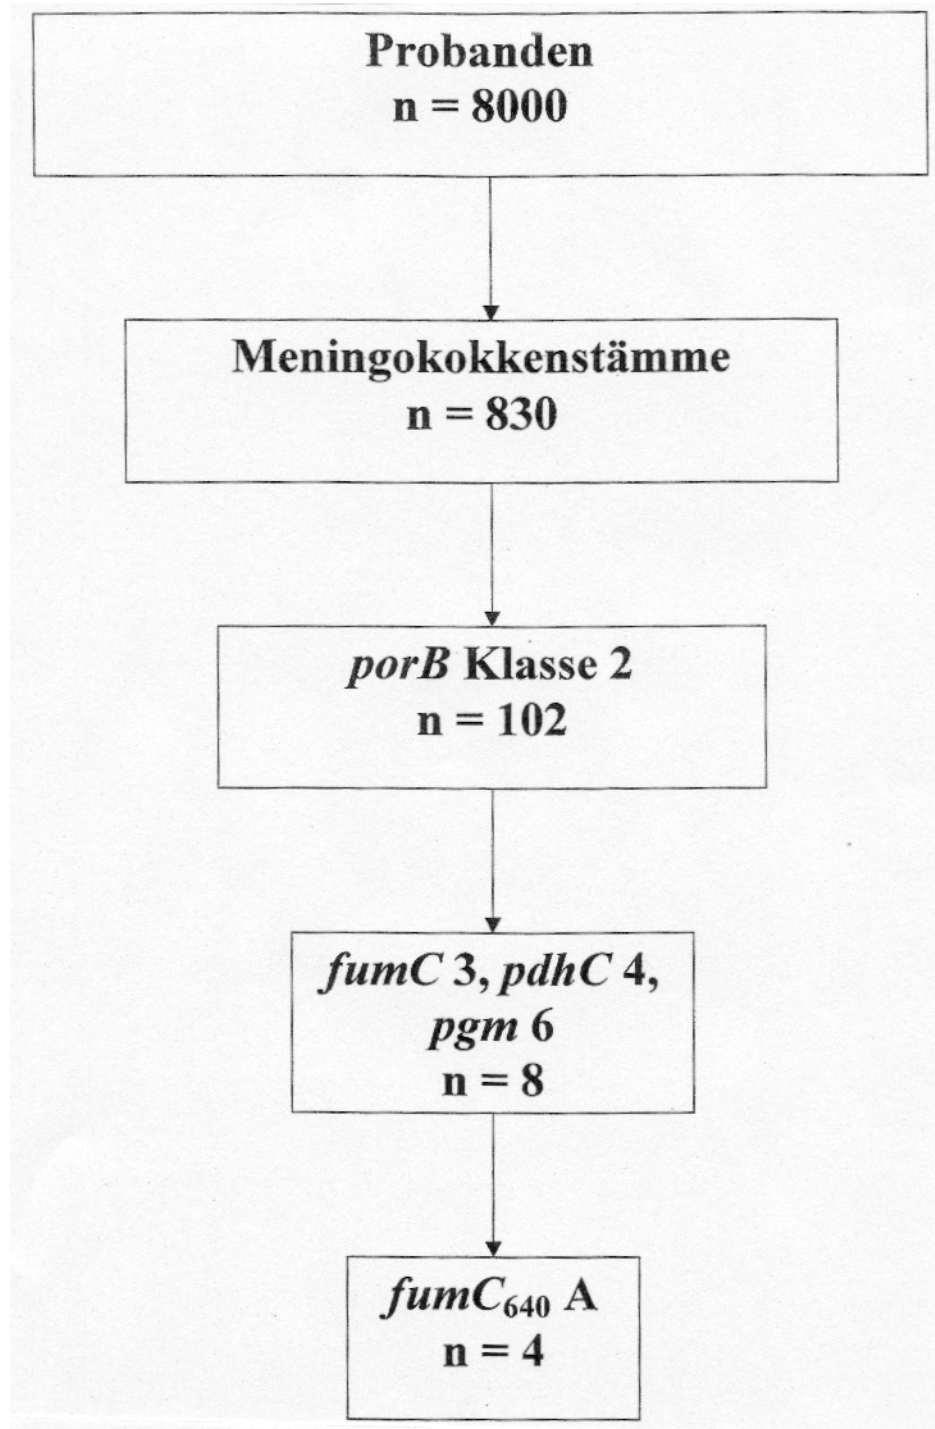 Probanden
n = 8000
Meningokokkenstämme
n = 830
porB Klasse 2
n = 102
fumC 3, pdhC 4,
pgm 6
n = 8
fumC₆₄₀ A
n = 4